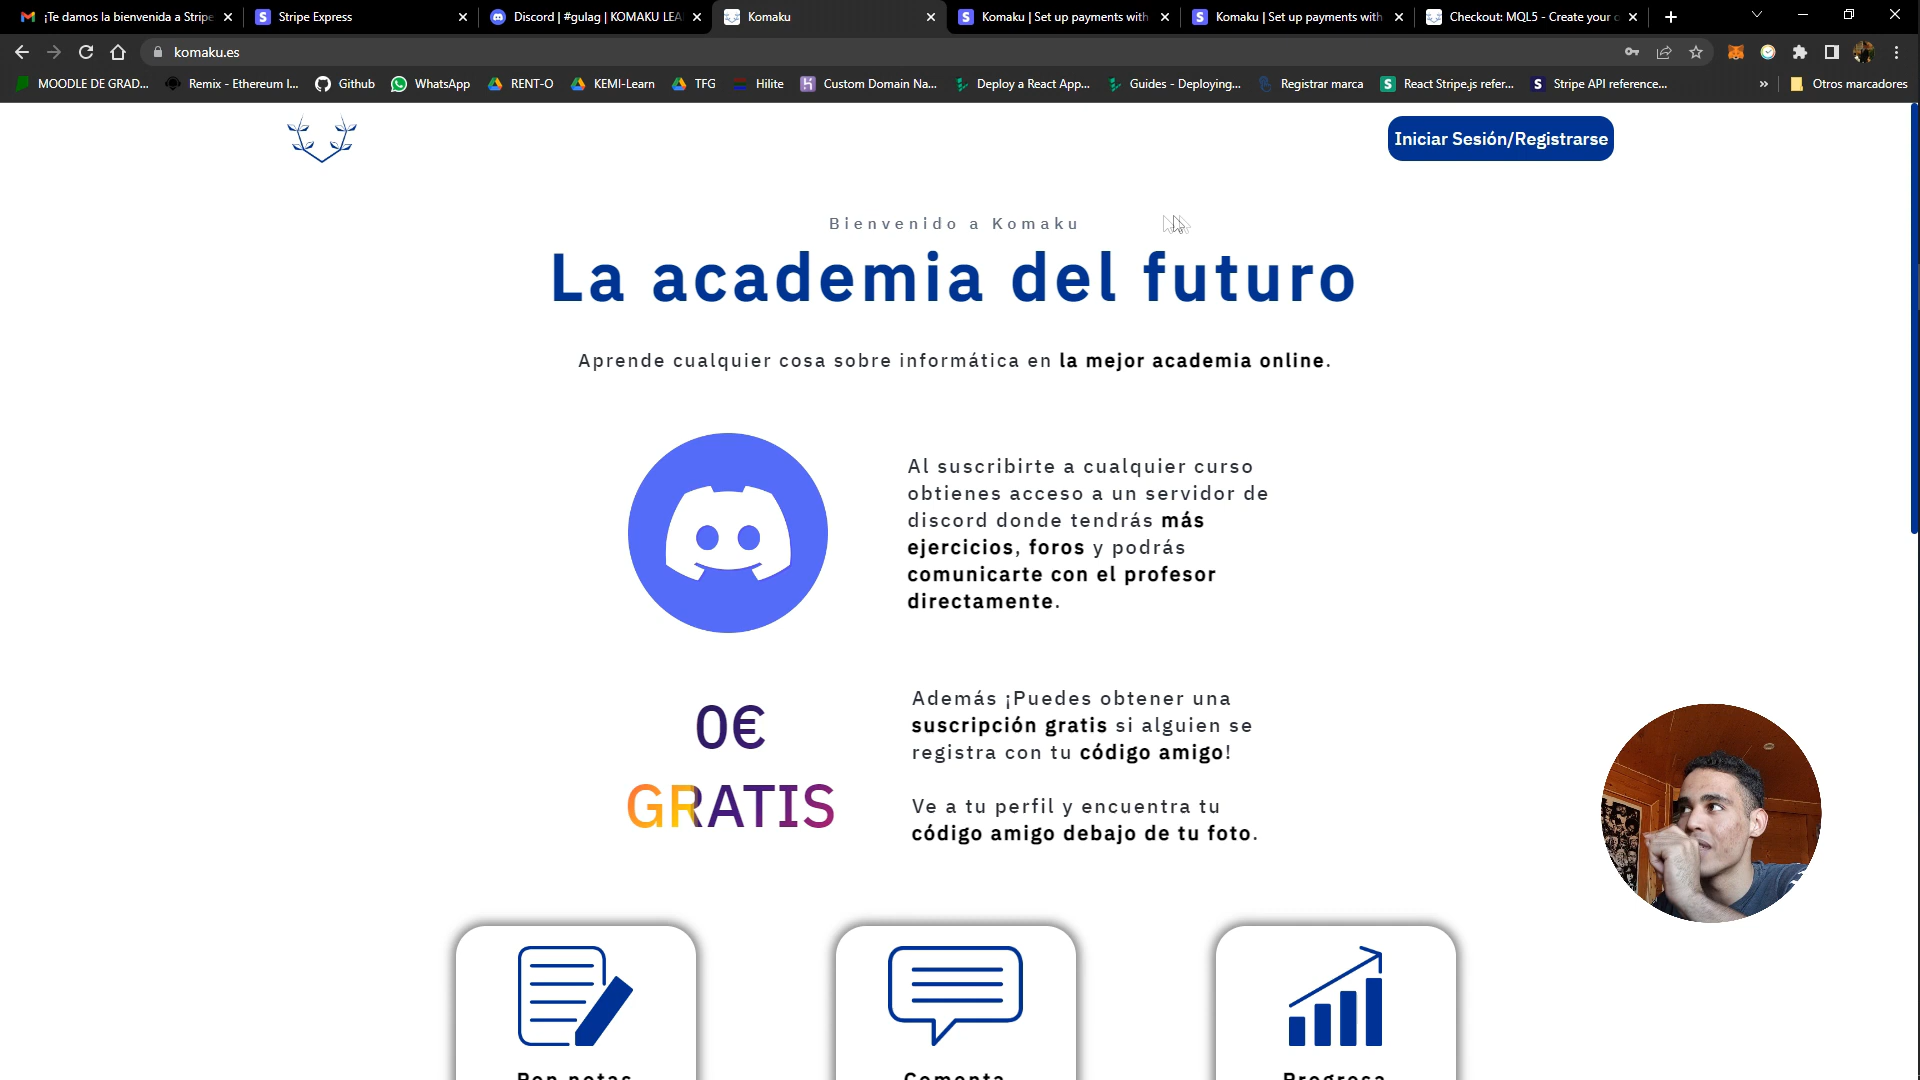 ¡Te damos la bienvenida a Stripe
Stripe Express
Discord | #gulag | KOMAKU LEA
Komaku
Komaku | Set up payments with
Komaku | Set up payments with
Checkout: MQL5 - Create your o
komaku.es
MOODLE DE GRAD...
Remix - Ethereum I...
Github
WhatsApp
RENT-O
KEMI-Learn
TFG
Hilite
Custom Domain Na...
Deploy a React App...
Guides - Deploying...
Registrar marca
React Stripe.js refer...
Stripe API reference...
»
Otros marcadores
Iniciar Sesión/Registrarse
Bienvenido a Komaku
La academia del futuro
Aprende cualquier cosa sobre informática en la mejor academia online.
Al suscribirte a cualquier curso
obtienes acceso a un servidor de
discord donde tendrás más
ejercicios, foros y podrás
comunicarte con el profesor
directamente.
0€
GRATIS
Además ¡Puedes obtener una
suscripción gratis si alguien se
registra con tu código amigo!
Ve a tu perfil y encuentra tu
código amigo debajo de tu foto.
Pon notas
Comenta
Progresa